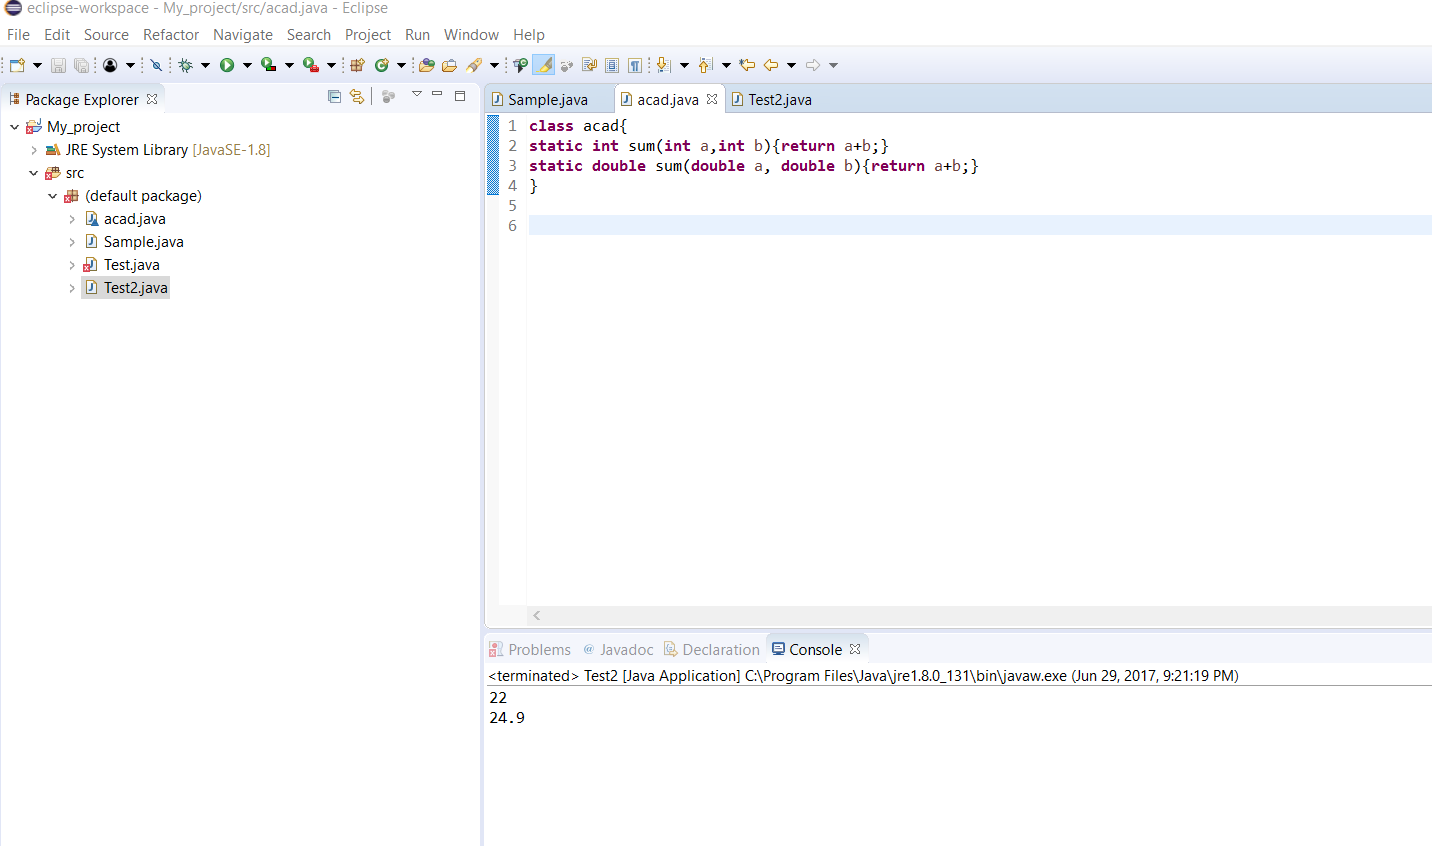 eclipse-workspace - My_project/src/acad.java - Eclipse
File Edit Source Refactor Navigate Search Project Run Window Help
Package Explorer
My_project
JRE System Library [JavaSE-1.8]
src
(default package)
acad.java
Sample.java
Test.java
Test2.java
Sample.java acad.java Test2.java
1 class acad{
2 static int sum(int a,int b){return a+b;}
3 static double sum(double a, double b){return a+b;}
4 }
5
6
Problems @ Javadoc Declaration Console
<terminated> Test2 [Java Application] C:\Program Files\Java\jre1.8.0_131\bin\javaw.exe (Jun 29, 2017, 9:21:19 PM)
22
24.9